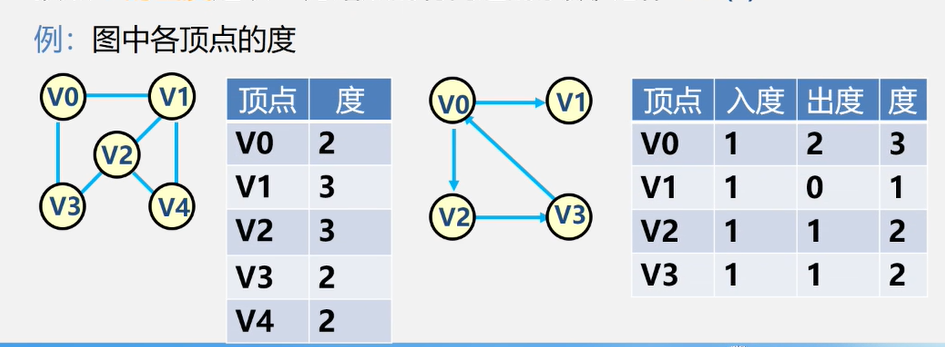 例：图中各顶点的度
V0 V1
V2
V3 V4
顶点 度
V0 2
V1 3
V2 3
V3 2
V4 2
V0 V1
V2 V3
顶点 入度 出度 度
V0 1 2 3
V1 1 0 1
V2 1 1 2
V3 1 1 2